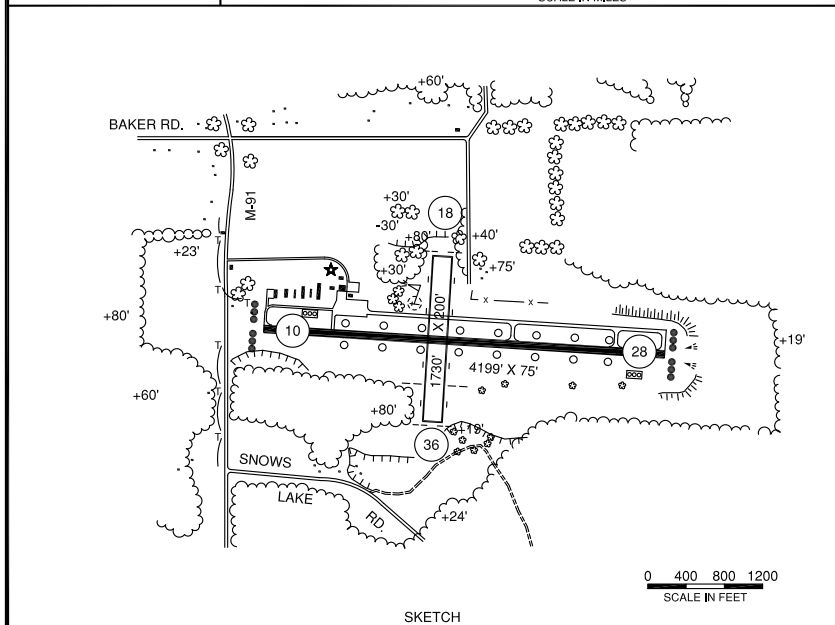 +60'
BAKER RD.
M-91
+30'
-30'
18
+80'
+40'
+23'
+30'
+75'
+80'
X 200'
10
1730'
28
+19'
4199' X 75'
+60'
+80'
+19'
36
SNOWS
LAKE
RD.
+24'
T
T
T
T
T
x
x
0 400 800 1200
SCALE IN FEET
SKETCH